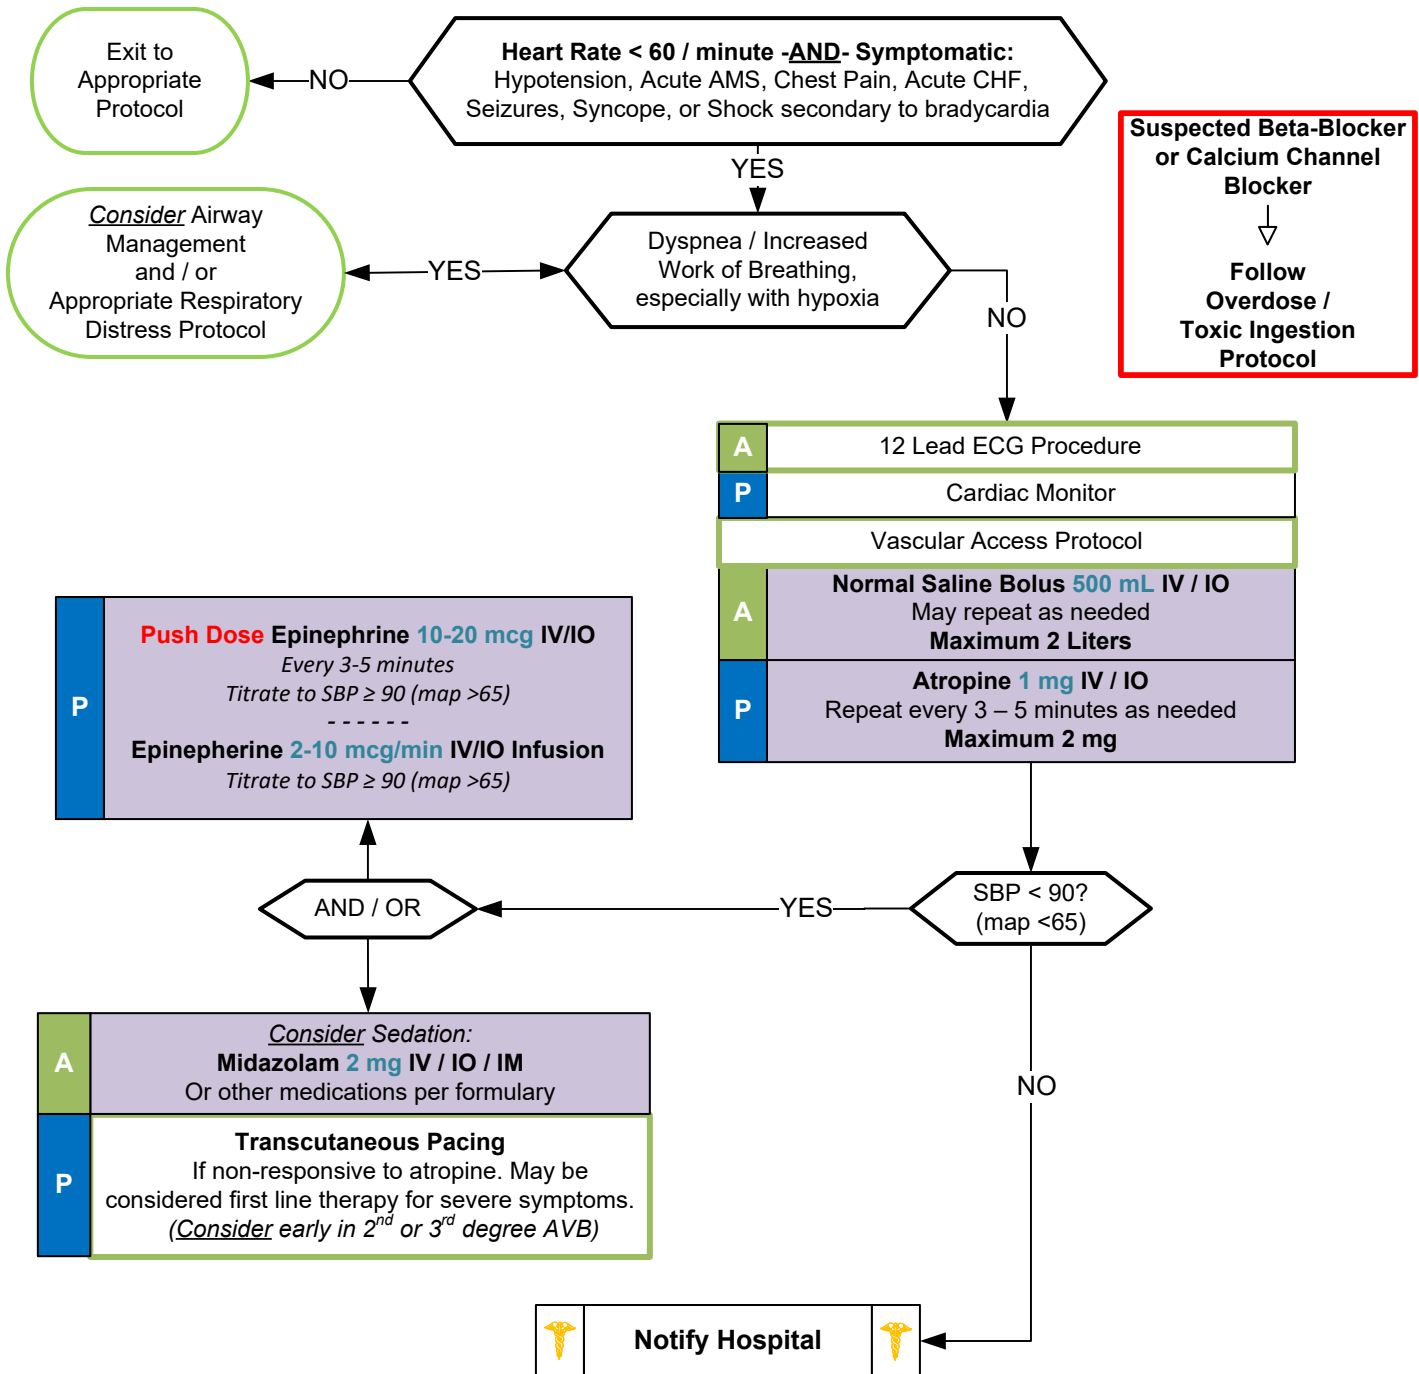 Exit to
Appropriate
Protocol
NO
Heart Rate < 60 / minute -AND- Symptomatic:
Hypotension, Acute AMS, Chest Pain, Acute CHF,
Seizures, Syncope, or Shock secondary to bradycardia
YES
Suspected Beta-Blocker
or Calcium Channel
Blocker
Follow
Overdose /
Toxic Ingestion
Protocol
Consider Airway
Management
and / or
Appropriate Respiratory
Distress Protocol
YES
Dyspnea / Increased
Work of Breathing,
especially with hypoxia
NO
A
12 Lead ECG Procedure
P
Cardiac Monitor
Vascular Access Protocol
A
Normal Saline Bolus 500 mL IV / IO
May repeat as needed
Maximum 2 Liters
P
Atropine 1 mg IV / IO
Repeat every 3 – 5 minutes as needed
Maximum 2 mg
P
Push Dose Epinephrine 10-20 mcg IV/IO
Every 3-5 minutes
Titrate to SBP ≥ 90 (map >65)
- - - - - -
Epinepherine 2-10 mcg/min IV/IO Infusion
Titrate to SBP ≥ 90 (map >65)
AND / OR
YES
SBP < 90?
(map <65)
A
Consider Sedation:
Midazolam 2 mg IV / IO / IM
Or other medications per formulary
P
Transcutaneous Pacing
If non-responsive to atropine. May be
considered first line therapy for severe symptoms.
(Consider early in 2nd or 3rd degree AVB)
NO
Notify Hospital